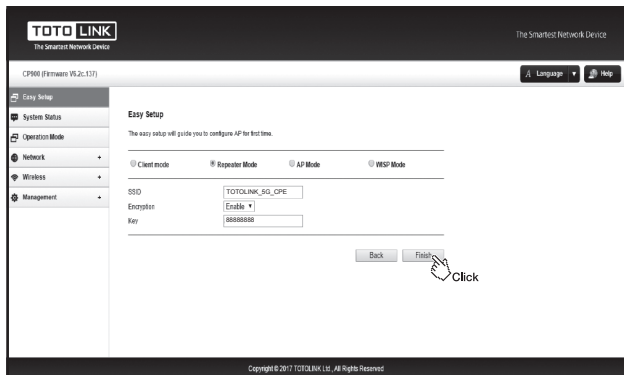 TOTO LINK
The Smartest Network Device
The Smartest Network Device
CP900 (Firmware V6.2c.137)
A Language ▼
Help
Easy Setup
System Status
Operation Mode
Network +
Wireless +
Management +
Easy Setup
The easy setup will guide you to configure AP for first time.
Client mode Repeater Mode AP Mode WISP Mode
SSID TOTOLINK_5G_CPE
Encryption Enable ▼
Key 88888888
Back Finish
Click
Copyright © 2017 TOTOLINK Ltd., All Rights Reserved